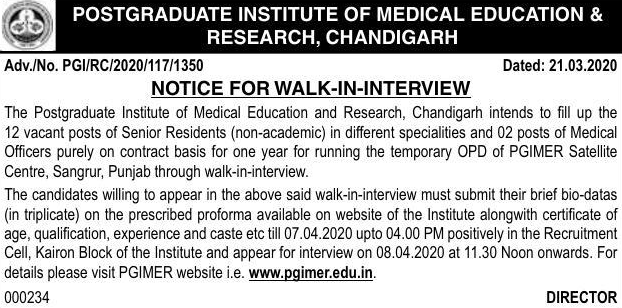 POSTGRADUATE INSTITUTE OF MEDICAL EDUCATION &
RESEARCH, CHANDIGARH
Adv./No. PGI/RC/2020/117/1350 Dated: 21.03.2020
NOTICE FOR WALK-IN-INTERVIEW
The Postgraduate Institute of Medical Education and Research, Chandigarh intends to fill up the
12 vacant posts of Senior Residents (non-academic) in different specialities and 02 posts of Medical
Officers purely on contract basis for one year for running the temporary OPD of PGIMER Satellite
Centre, Sangrur, Punjab through walk-in-interview.
The candidates willing to appear in the above said walk-in-interview must submit their brief bio-datas
(in triplicate) on the prescribed proforma available on website of the Institute alongwith certificate of
age, qualification, experience and caste etc till 07.04.2020 upto 04.00 PM positively in the Recruitment
Cell, Kairon Block of the Institute and appear for interview on 08.04.2020 at 11.30 Noon onwards. For
details please visit PGIMER website i.e. www.pgimer.edu.in.
000234 DIRECTOR